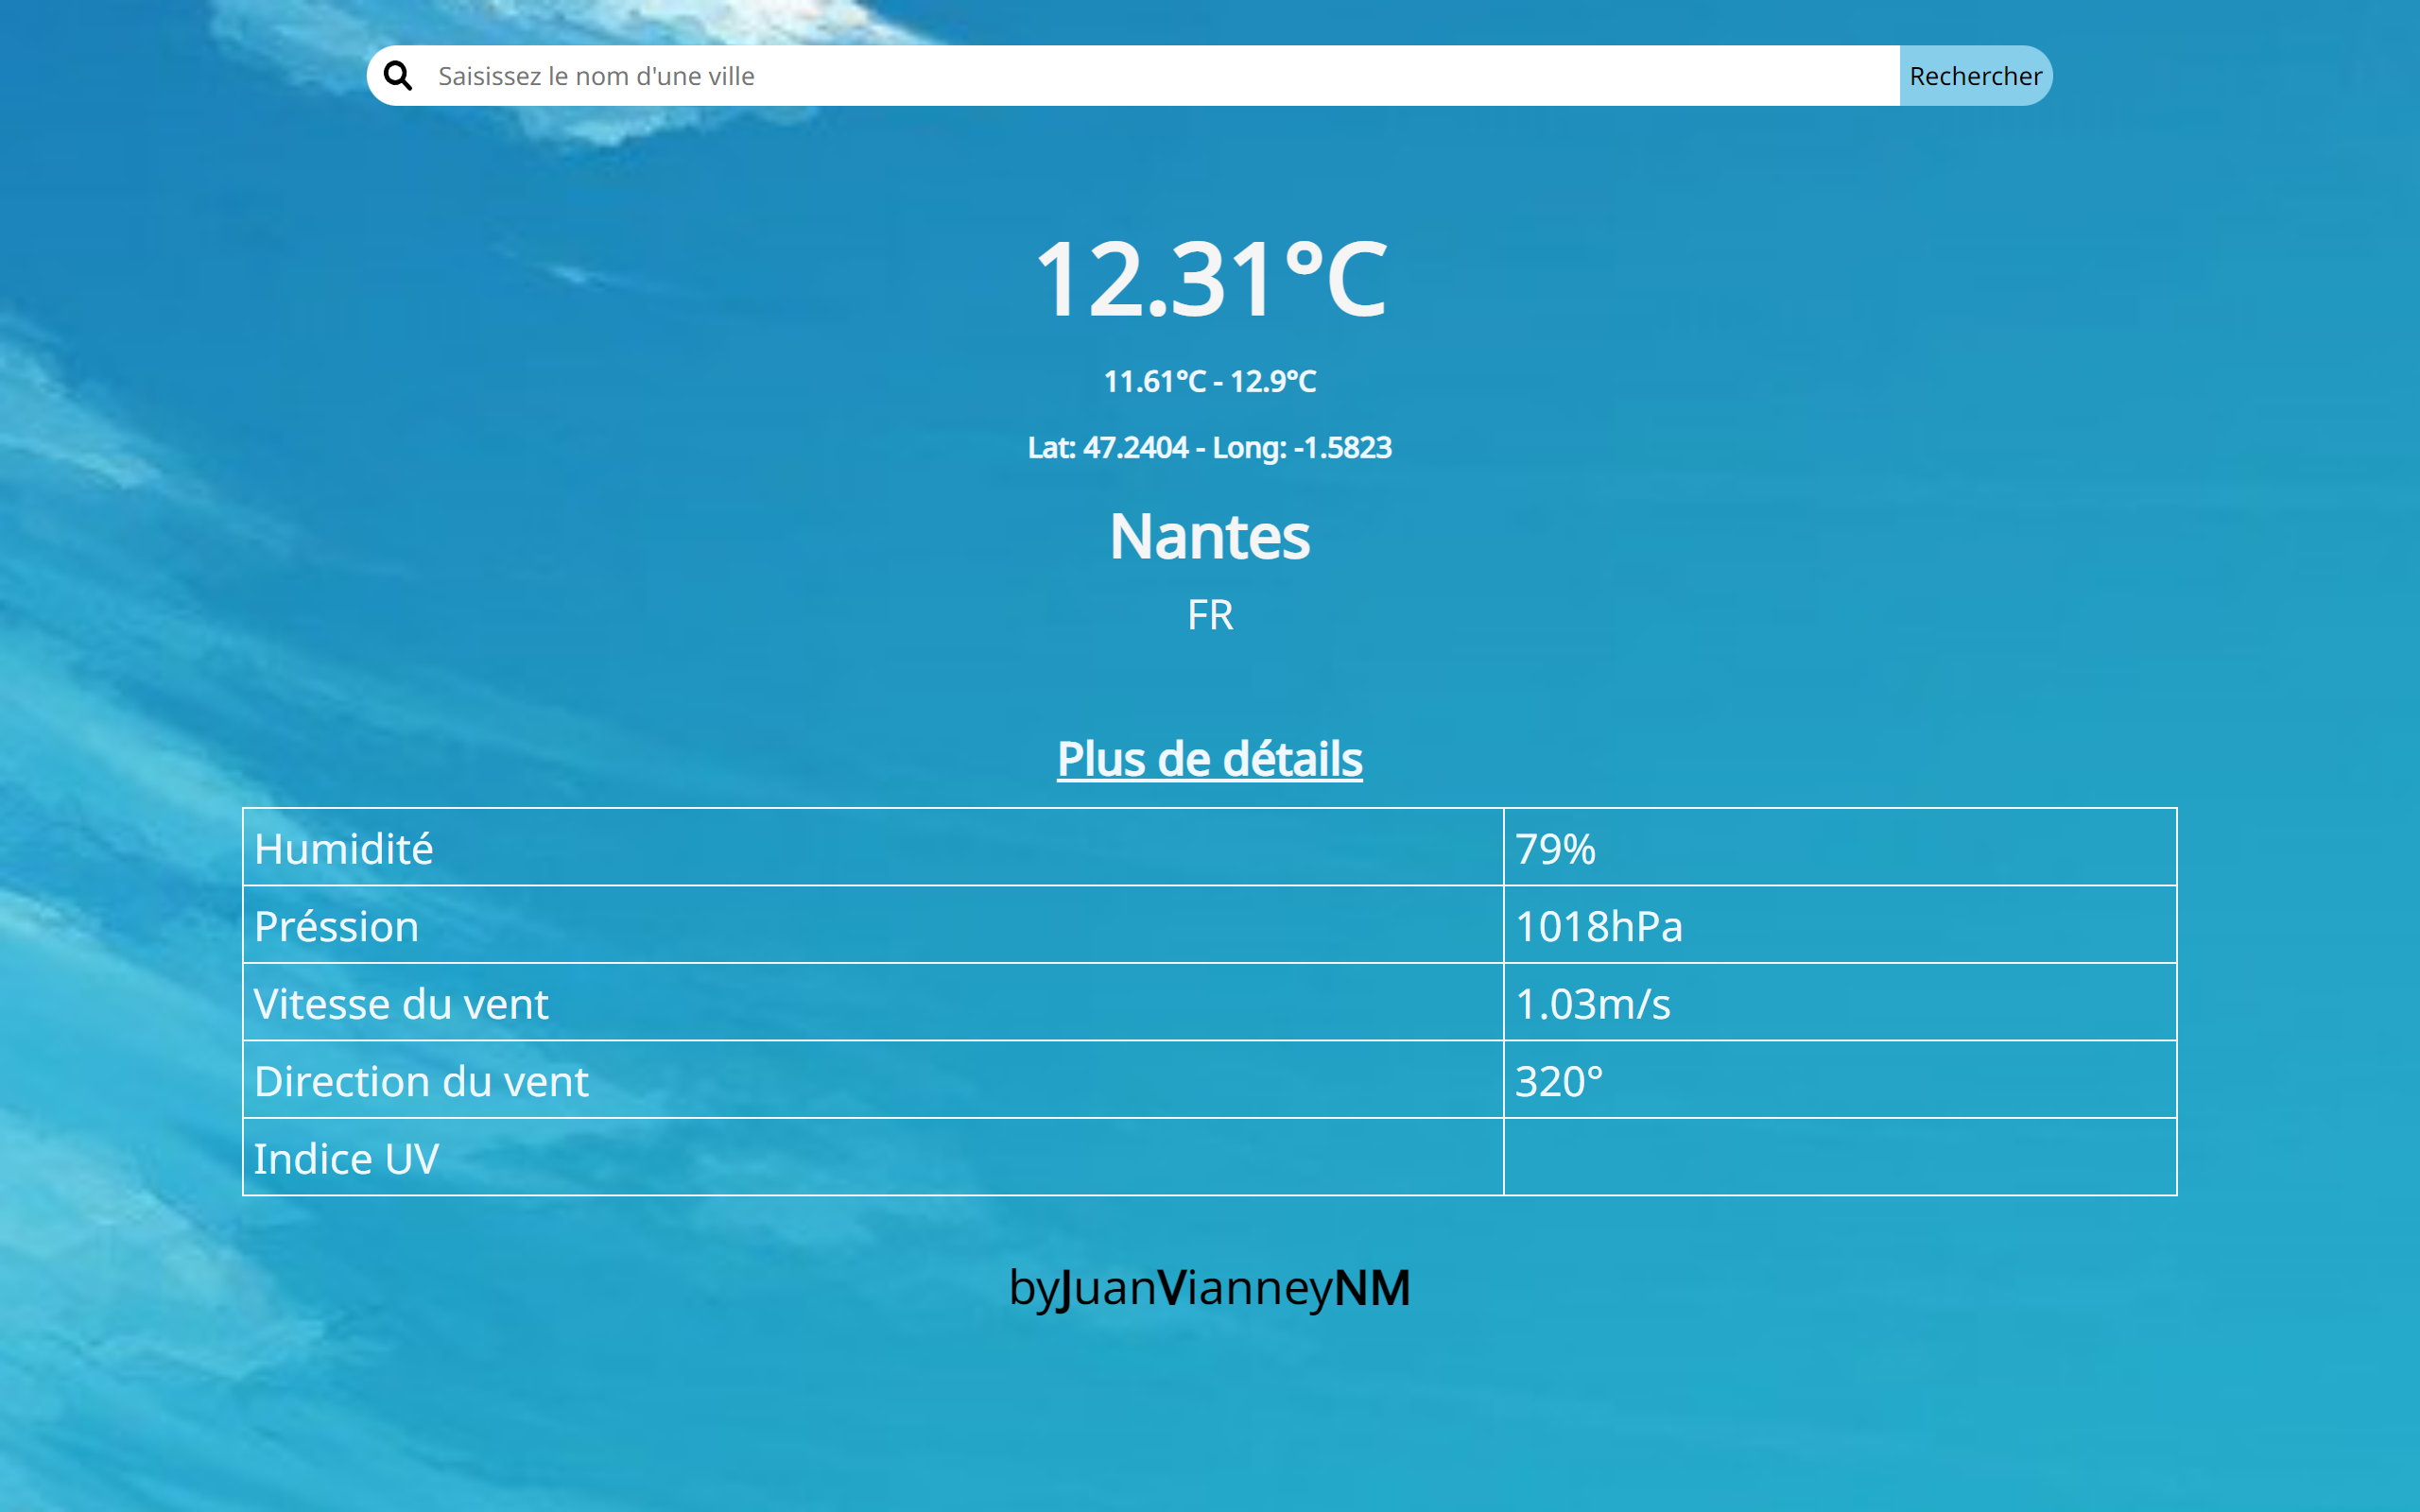 Saisissez le nom d'une ville Rechercher
12.31°C
11.61°C - 12.9°C
Lat: 47.2404 - Long: -1.5823
Nantes
FR
Plus de détails
Humidité 79%
Préssion 1018hPa
Vitesse du vent 1.03m/s
Direction du vent 320°
Indice UV
byJuanVianneyNM